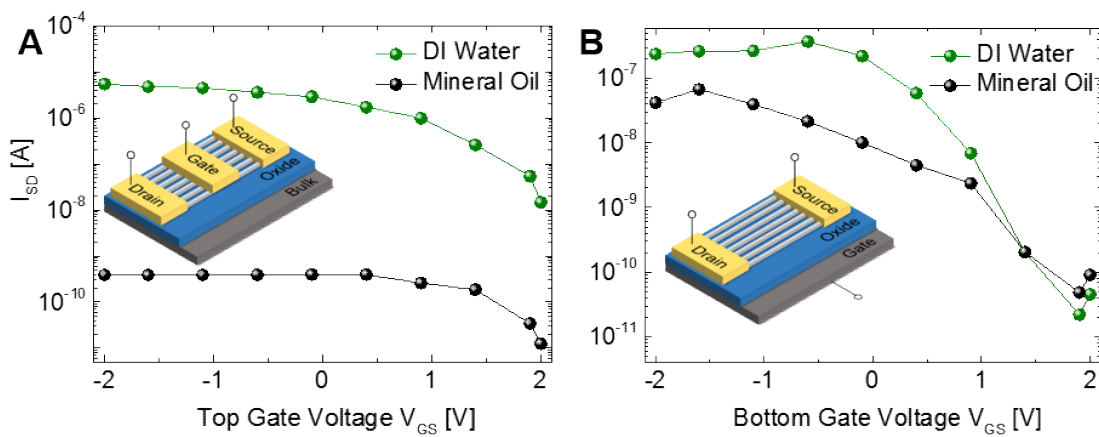 A
B
DI Water
Mineral Oil
DI Water
Mineral Oil
I_SD [A]
10^-4
10^-6
10^-8
10^-10
10^-7
10^-8
10^-9
10^-10
10^-11
Source
Gate
Drain
Oxide
Bulk
Source
Drain
Oxide
Gate
-2 -1 0 1 2
-2 -1 0 1 2
Top Gate Voltage V_GS [V]
Bottom Gate Voltage V_GS [V]